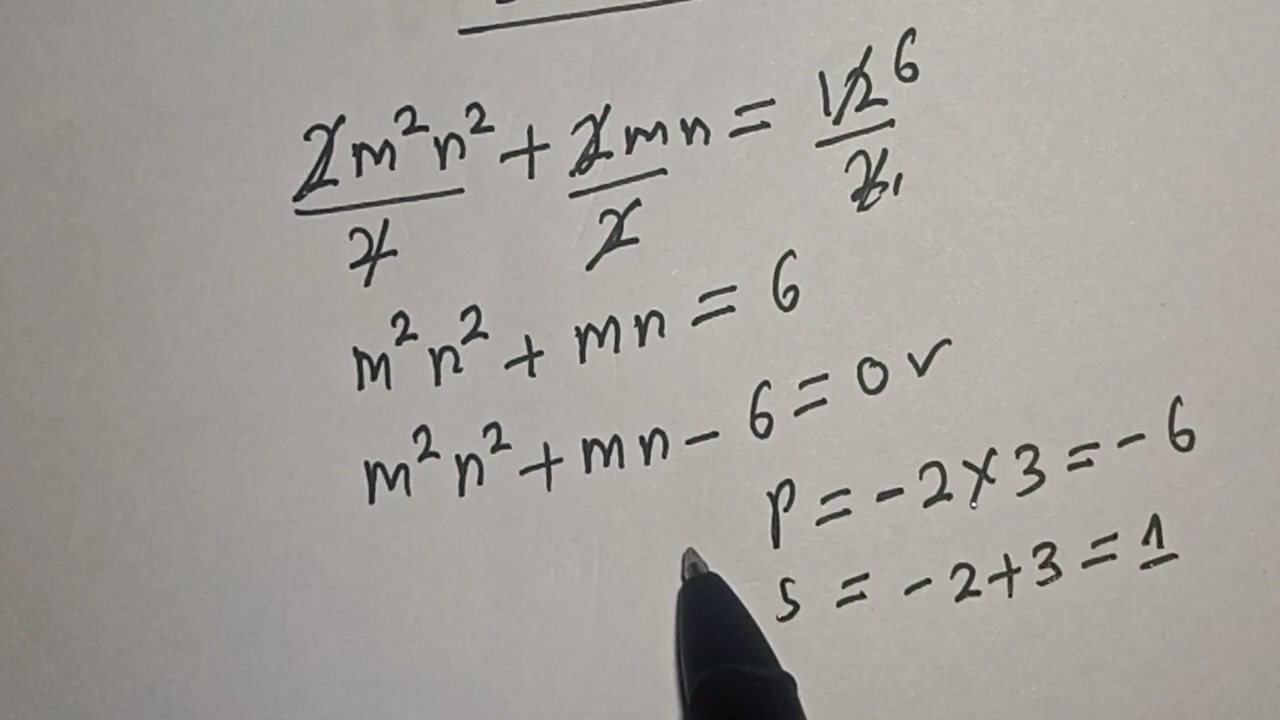 2m²n²/2 + 2mn/2 = 12/2 6 1
m²n² + mn = 6
m²n² + mn - 6 = 0 ✓
p = -2 × 3 = -6
s = -2+3 = 1